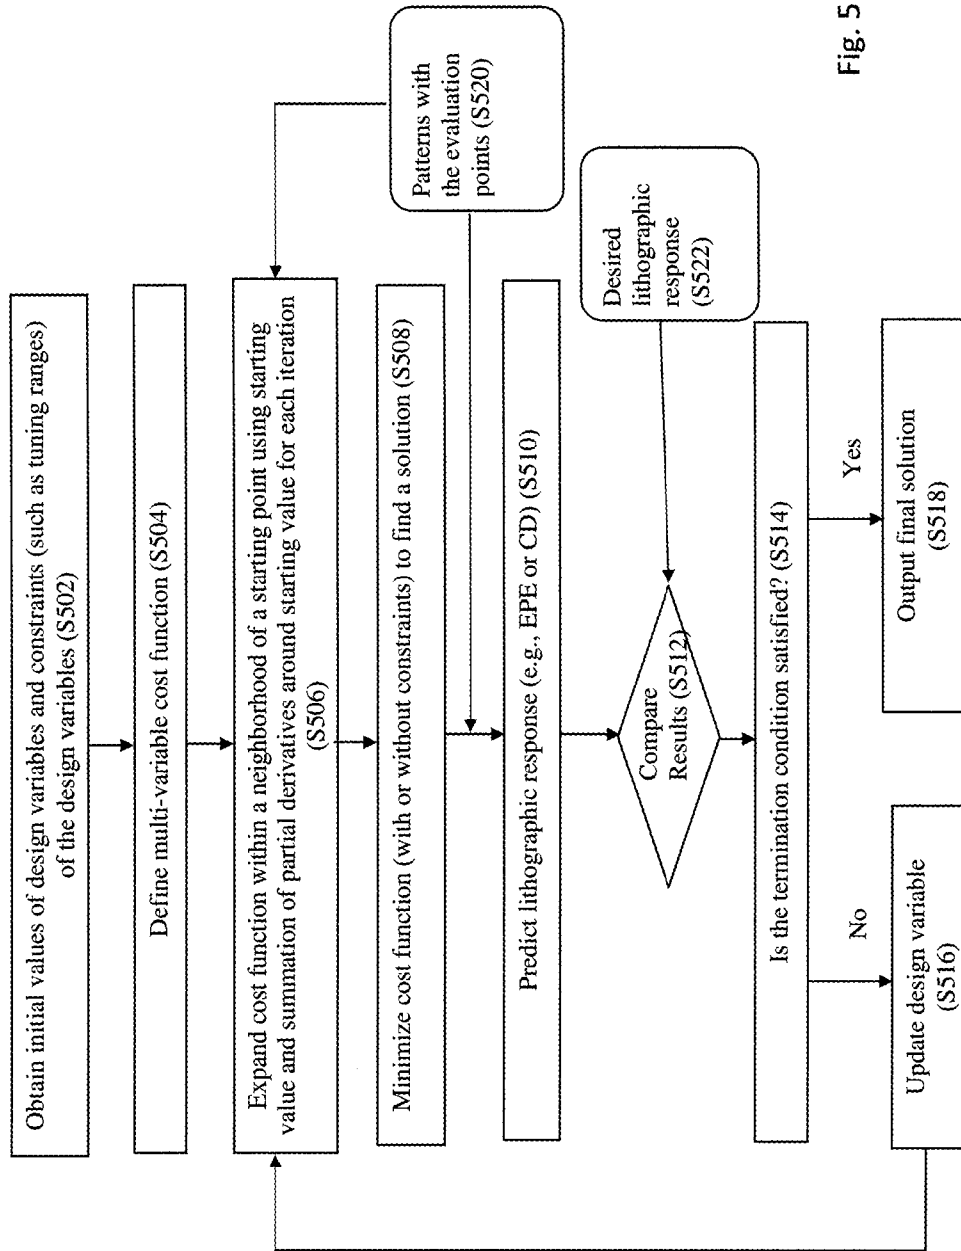 Obtain initial values of design variables and constraints (such as tuning ranges)
of the design variables (S502)
Define multi-variable cost function (S504)
Expand cost function within a neighborhood of a starting point using starting
value and summation of partial derivatives around starting value for each iteration
(S506)
Patterns with
the evaluation
points (S520)
Minimize cost function (with or without constraints) to find a solution (S508)
Predict lithographic response (e.g., EPE or CD) (S510)
Desired
lithographic
response
(S522)
Compare
Results (S512)
Is the termination condition satisfied? (S514)
No
Yes
Update design variable
(S516)
Output final solution
(S518)
Fig. 5